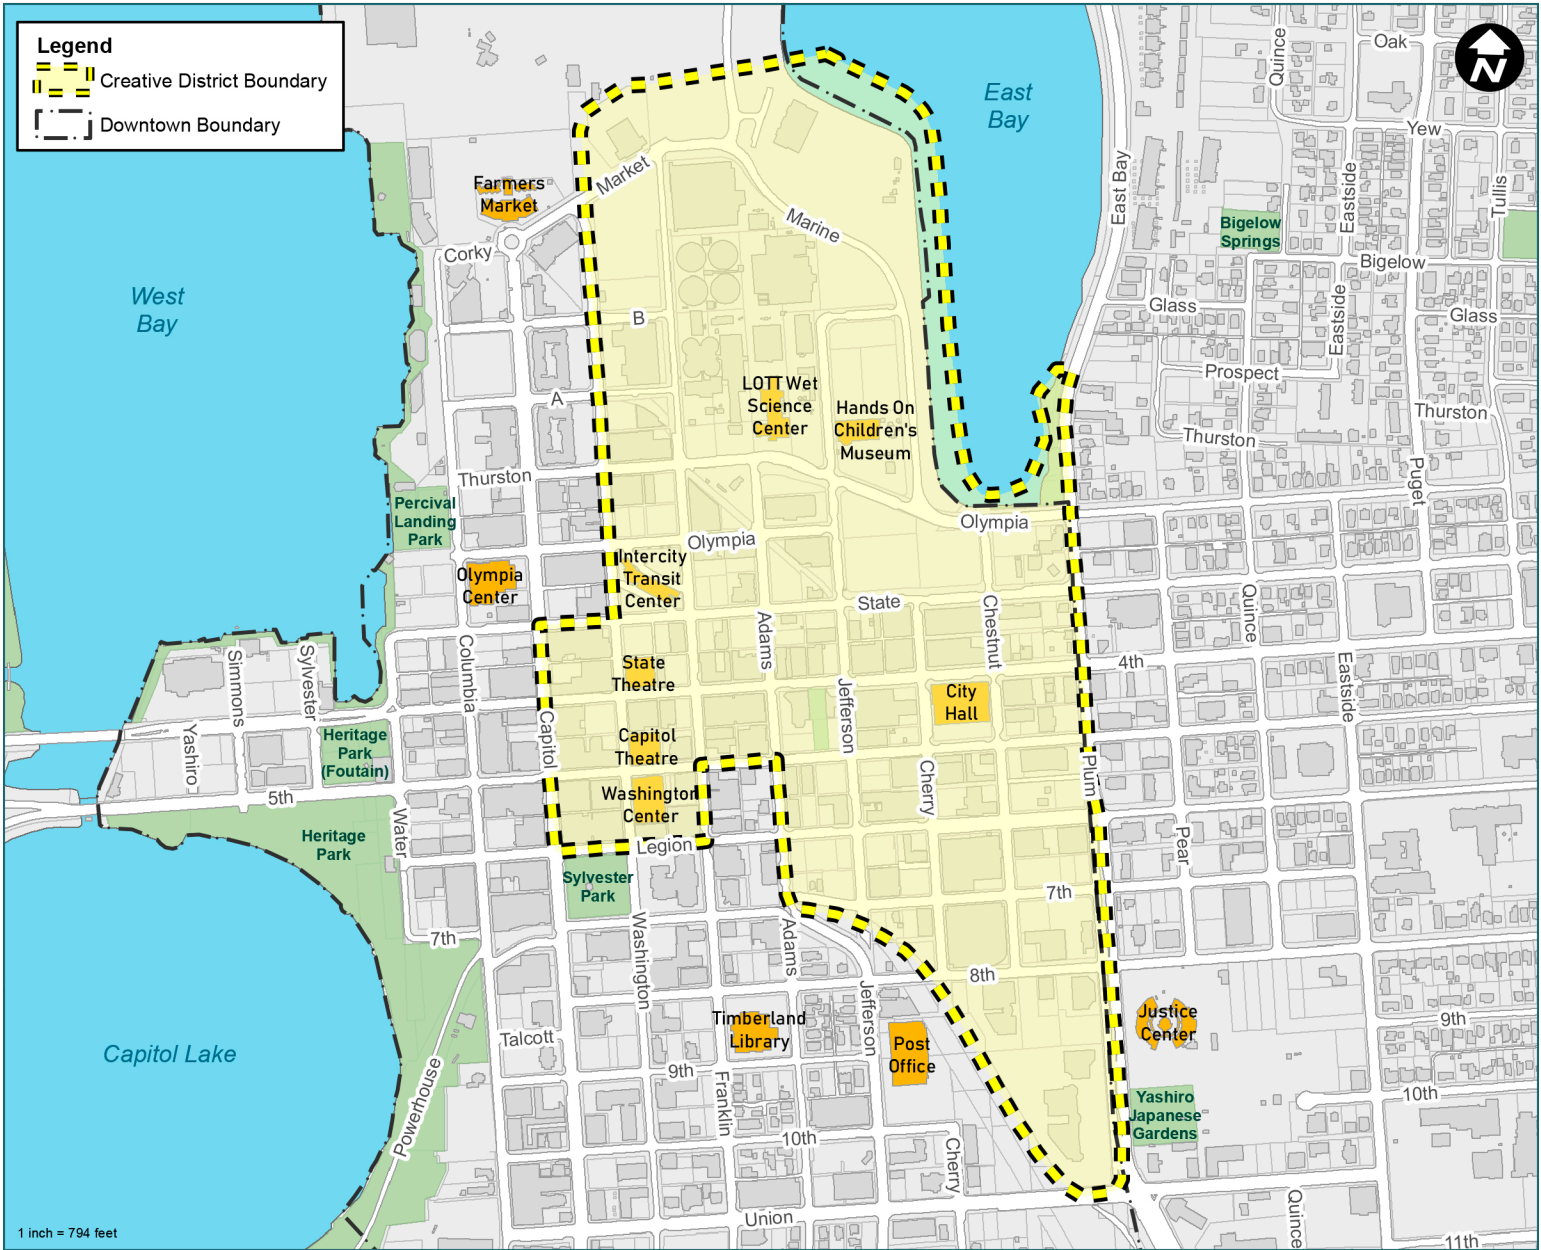 Legend
Creative District Boundary
Downtown Boundary
N
East
Bay
West
Bay
Capitol Lake
Farmers
Market
Market
Marine
Corky
B
A
East Bay
Quince
Oak
Yew
Eastside
Tullis
Bigelow
Springs
Bigelow
Glass
Glass
Eastside
Prospect
Thurston
Thurston
Puget
LOTT Wet
Science
Center
Hands On
Children's
Museum
Thurston
Percival
Landing
Park
Olympia
Olympia
Intercity
Transit
Center
Olympia
Center
State
Adams
Chestnut
Quince
Columbia
Simmons
Sylvester
State
Theatre
4th
Eastside
City
Hall
Jefferson
Capitol
Yashiro
Heritage
Park
(Foutain)
Capitol
Theatre
Plum
Cherry
5th
Washington
Center
Water
Heritage
Park
Legion
Pear
Sylvester
Park
7th
7th
Washington
Adams
8th
Jefferson
Talcott
Timberland
Library
Post
Office
Justice
Center
9th
9th
Powerhouse
Franklin
10th
Yashiro
Japanese
Gardens
10th
Cherry
Union
Quince
11th
1 inch = 794 feet